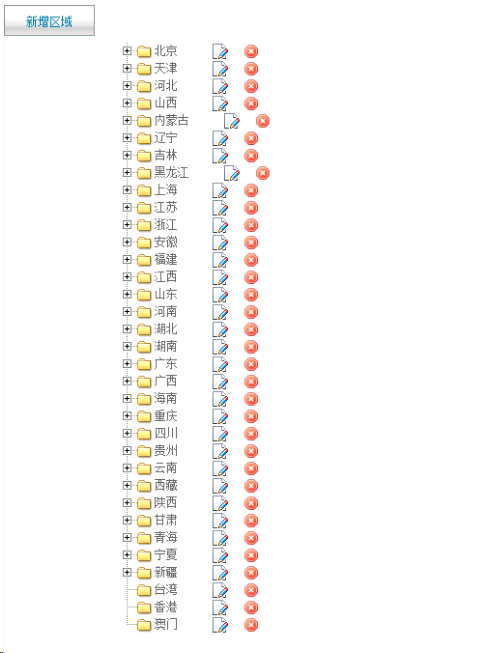 新增区域
北京
天津
河北
山西
内蒙古
辽宁
吉林
黑龙江
上海
江苏
浙江
安徽
福建
江西
山东
河南
湖北
湖南
广东
广西
海南
重庆
四川
贵州
云南
西藏
陕西
甘肃
青海
宁夏
新疆
台湾
香港
澳门